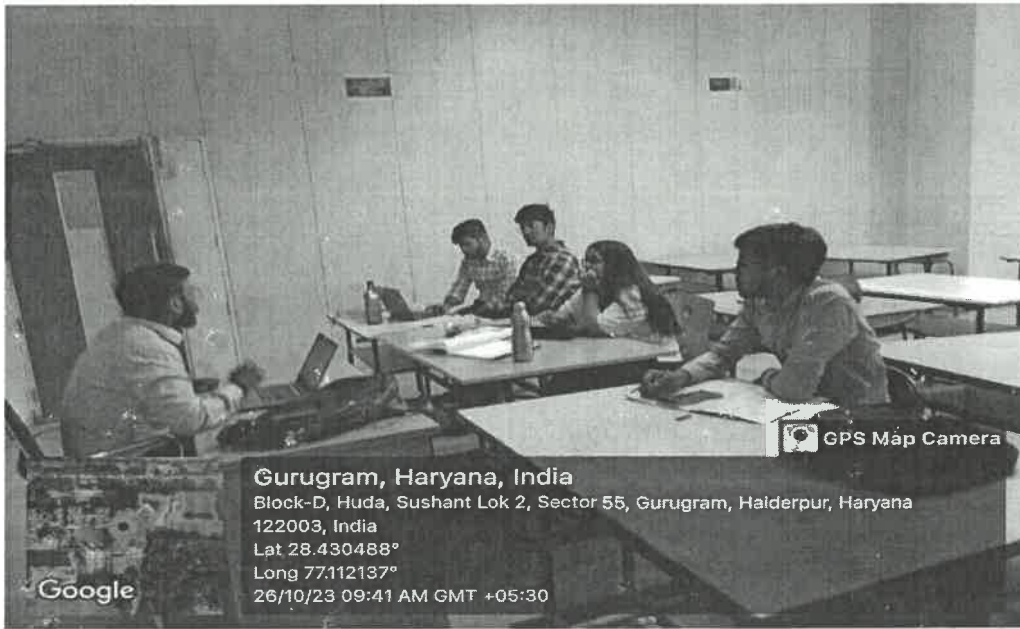 GPS Map Camera
Gurugram, Haryana, India
Block-D, Huda, Sushant Lok 2, Sector 55, Gurugram, Haiderpur, Haryana
122003, India
Lat 28.430488°
Long 77.112137°
26/10/23 09:41 AM GMT +05:30
Google